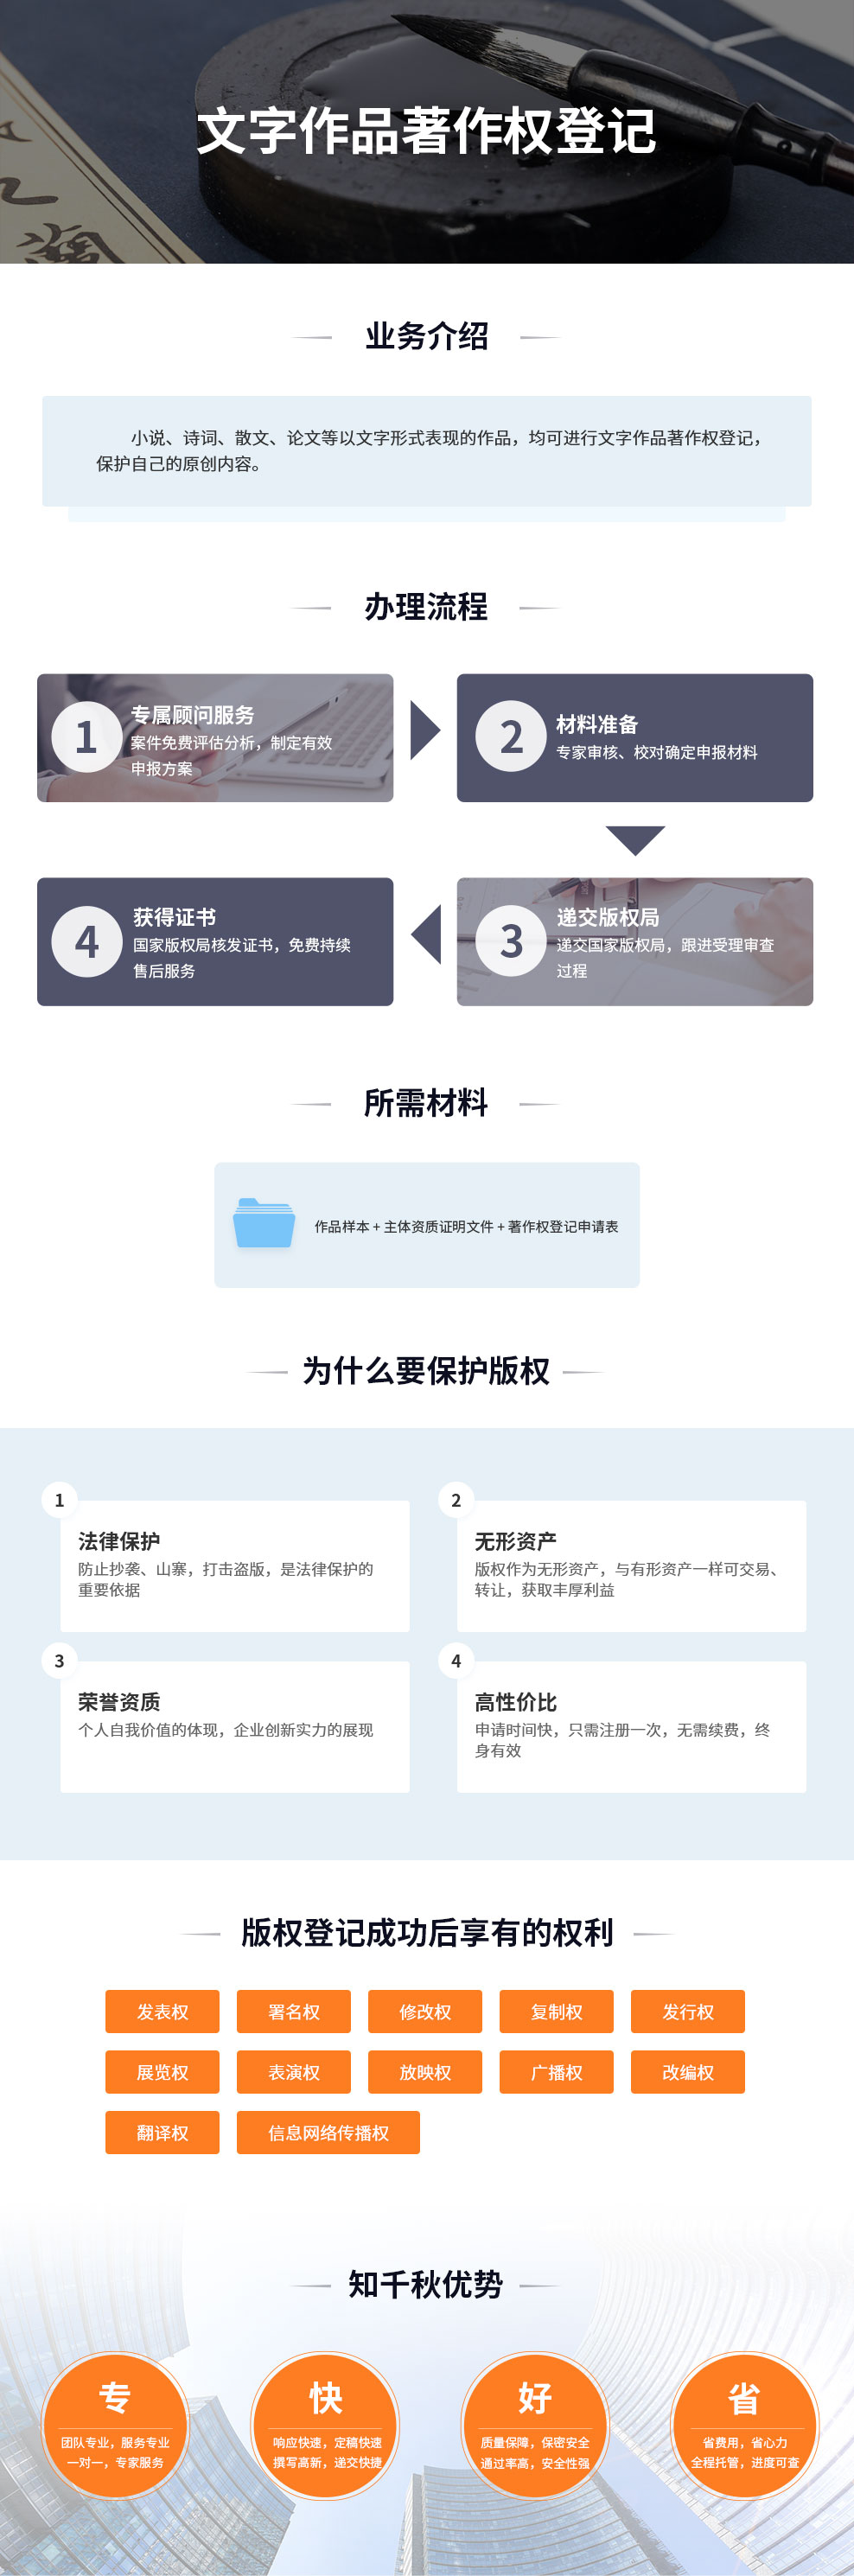 文字作品著作权登记
业务介绍
小说、诗词、散文、论文等以文字形式表现的作品，均可进行文字作品著作权登记，
保护自己的原创内容。
办理流程
1
专属顾问服务
案件免费评估分析，制定有效
申报方案
2
材料准备
专家审核、校对确定申报材料
3
递交版权局
递交国家版权局，跟进受理审查
过程
4
获得证书
国家版权局核发证书，免费持续
售后服务
所需材料
作品样本 + 主体资质证明文件 + 著作权登记申请表
为什么要保护版权
1
法律保护
防止抄袭、山寨，打击盗版，是法律保护的
重要依据
2
无形资产
版权作为无形资产，与有形资产一样可交易、
转让，获取丰厚利益
3
荣誉资质
个人自我价值的体现，企业创新实力的展现
4
高性价比
申请时间快，只需注册一次，无需续费，终
身有效
版权登记成功后享有的权利
发表权 署名权 修改权 复制权 发行权
展览权 表演权 放映权 广播权 改编权
翻译权 信息网络传播权
知千秋优势
专
团队专业，服务专业
一对一，专家服务
快
响应快速，定稿快速
撰写高新，递交快捷
好
质量保障，保密安全
通过率高，安全性强
省
省费用，省心力
全程托管，进度可查